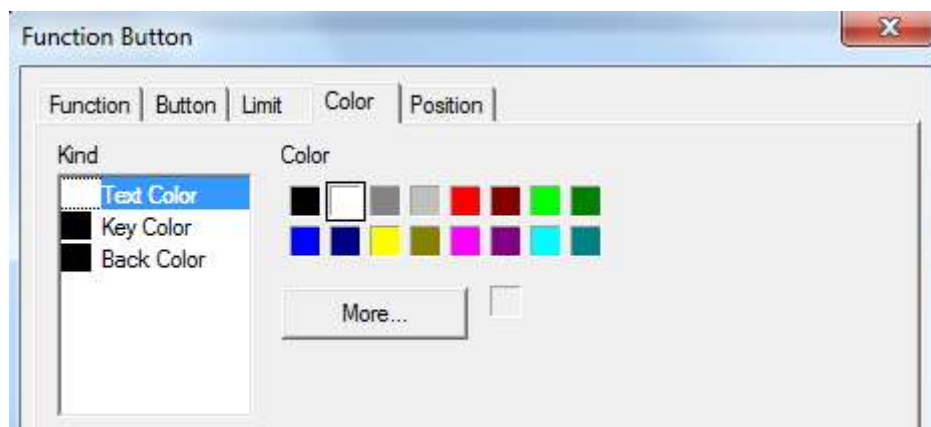 Function Button
Function Button Limit Color Position
Kind Color
Text Color
Key Color
Back Color
More...